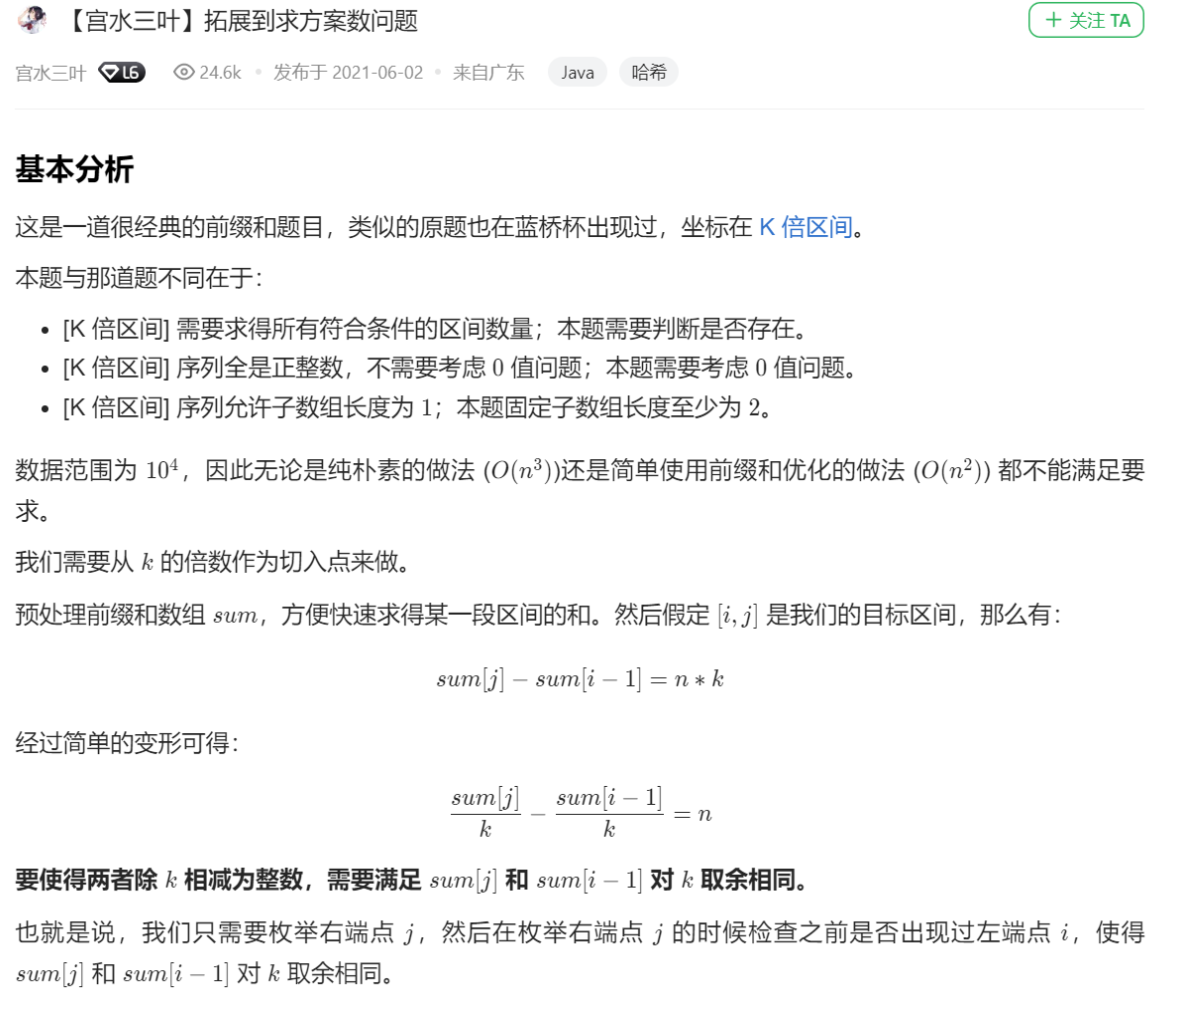 【宫水三叶】拓展到求方案数问题
+ 关注 TA
宫水三叶 L6 24.6k • 发布于 2021-06-02 • 来自广东 Java 哈希
基本分析
这是一道很经典的前缀和题目，类似的原题也在蓝桥杯出现过，坐标在 K 倍区间。
本题与那道题不同在于：
• [K 倍区间] 需要求得所有符合条件的区间数量；本题需要判断是否存在。
• [K 倍区间] 序列全是正整数，不需要考虑 0 值问题；本题需要考虑 0 值问题。
• [K 倍区间] 序列允许子数组长度为 1；本题固定子数组长度至少为 2。
数据范围为 10⁴，因此无论是纯朴素的做法 (O(n³))还是简单使用前缀和优化的做法 (O(n²)) 都不能满足要
求。
我们需要从 k 的倍数作为切入点来做。
预处理前缀和数组 sum，方便快速求得某一段区间的和。然后假定 [i, j] 是我们的目标区间，那么有：
sum[j] − sum[i − 1] = n ∗ k
经过简单的变形可得：
sum[j]/k − sum[i − 1]/k = n
要使得两者除 k 相减为整数，需要满足 sum[j] 和 sum[i − 1] 对 k 取余相同。
也就是说，我们只需要枚举右端点 j，然后在枚举右端点 j 的时候检查之前是否出现过左端点 i，使得
sum[j] 和 sum[i − 1] 对 k 取余相同。